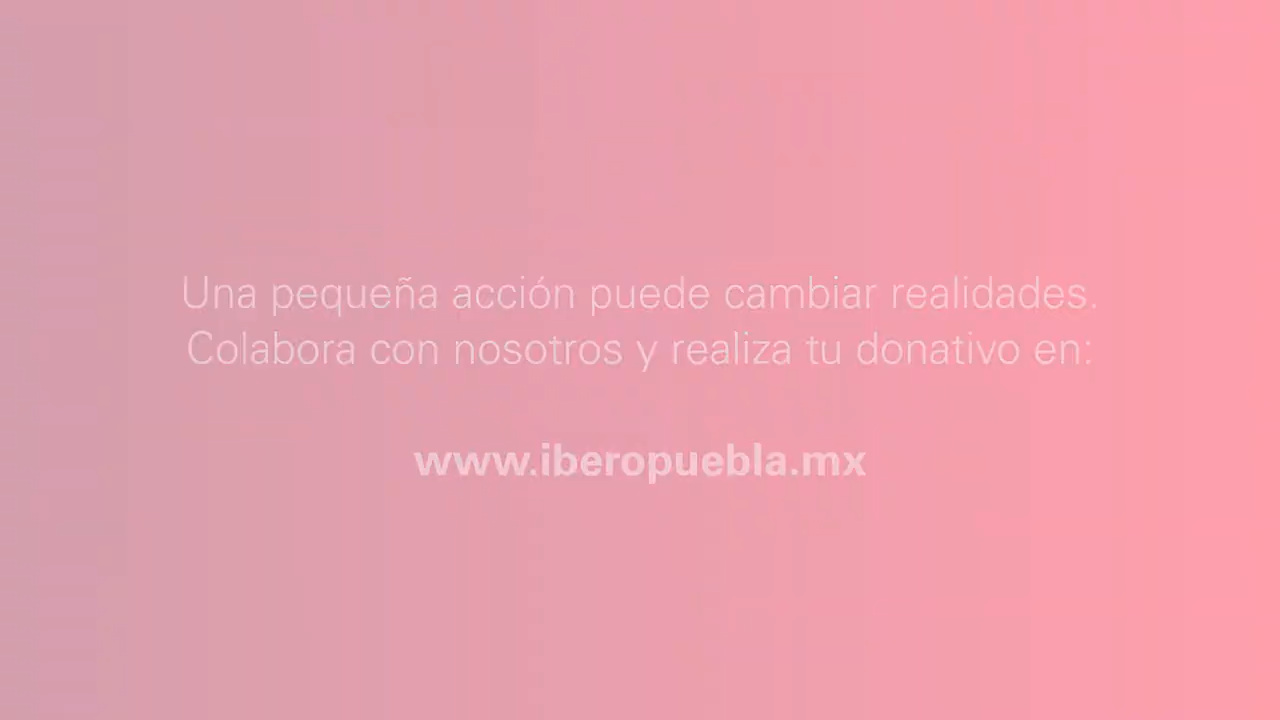 Una pequeña acción puede cambiar realidades.
Colabora con nosotros y realiza tu donativo en:
www.iberopuebla.mx